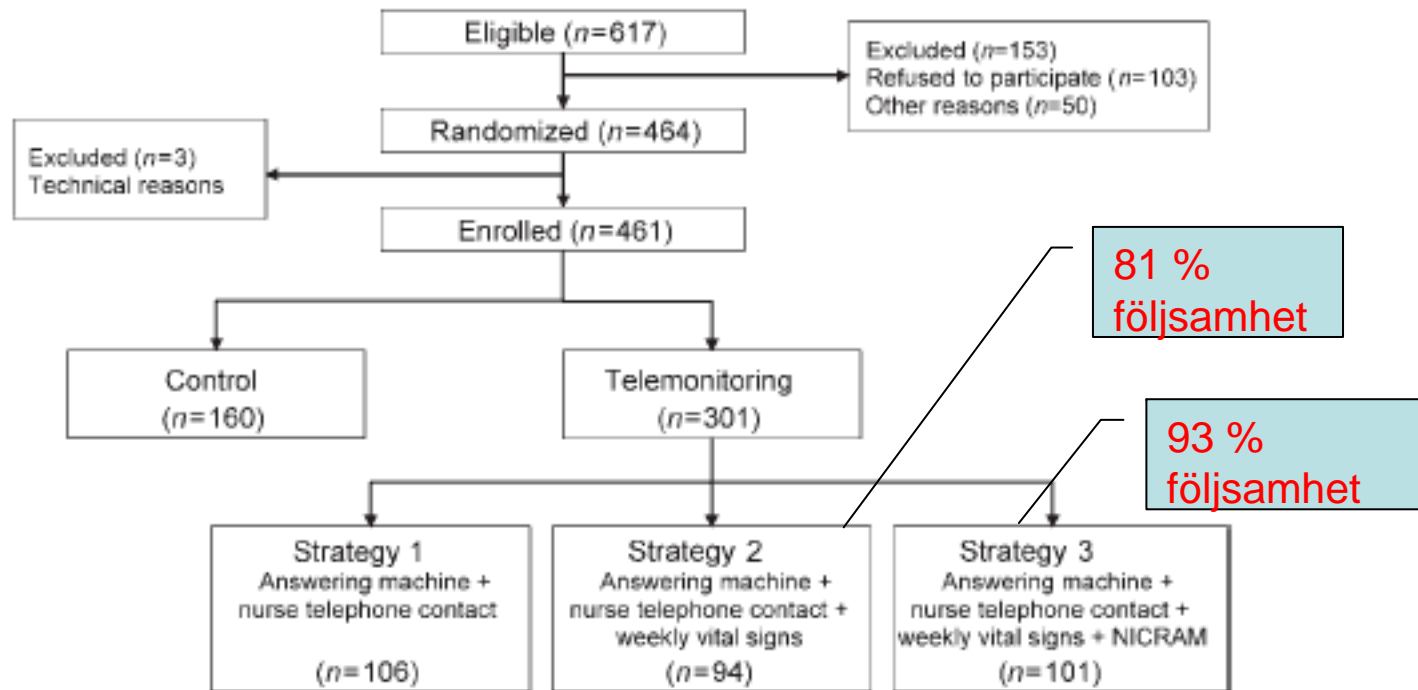 Eligible (n=617)
Excluded (n=153)
Refused to participate (n=103)
Other reasons (n=50)
Randomized (n=464)
Excluded (n=3)
Technical reasons
Enrolled (n=461)
81 %
följsamhet
Control
(n=160)
Telemonitoring
(n=301)
93 %
följsamhet
Strategy 1
Answering machine +
nurse telephone contact
(n=106)
Strategy 2
Answering machine +
nurse telephone contact +
weekly vital signs
(n=94)
Strategy 3
Answering machine +
nurse telephone contact +
weekly vital signs + NICRAM
(n=101)